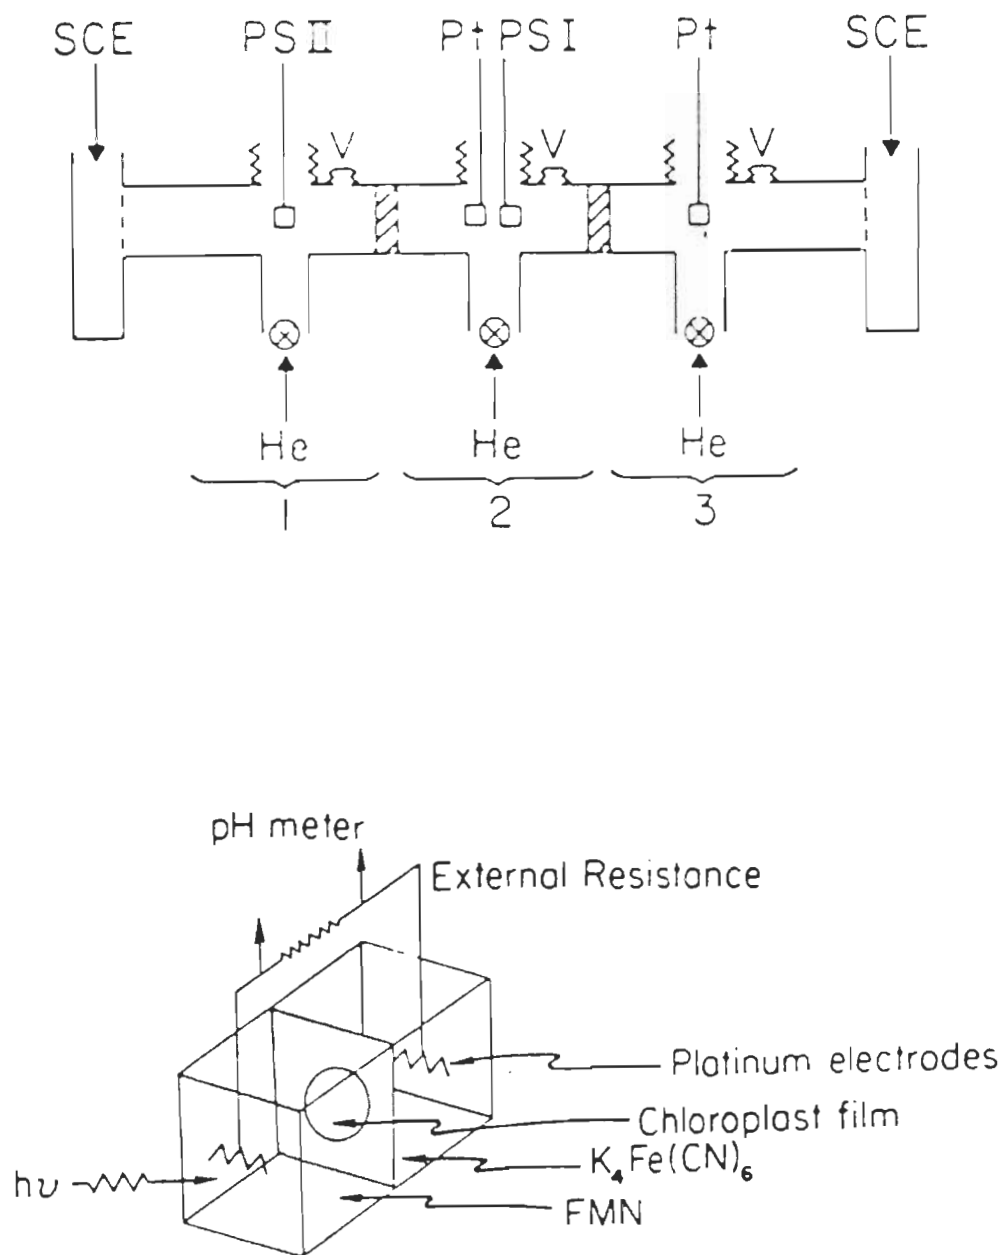 SCE PSII Pt PSI Pt SCE
V V V
He He He
1 2 3
pH meter
External Resistance
Platinum electrodes
Chloroplast film
K₄Fe(CN)₆
hν
FMN